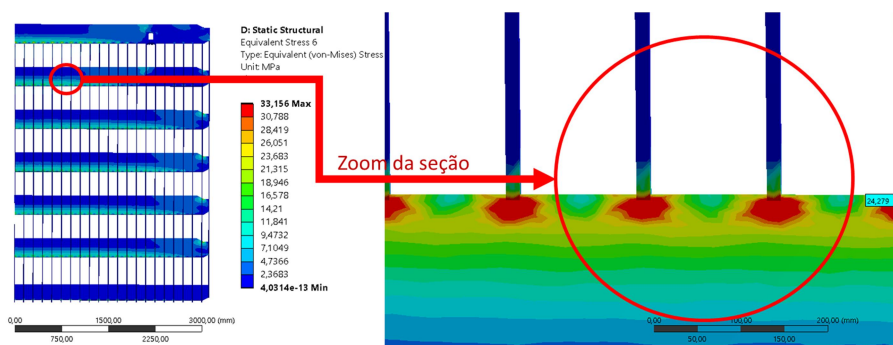 D: Static Structural
Equivalent Stress 6
Type: Equivalent (von-Mises) Stress
Unit: MPa
33,156 Max
30,788
28,419
26,051
23,683
21,315
18,946
16,578
14,21
11,841
9,4732
7,1049
4,7366
2,3683
4,0314e-13 Min
Zoom da seção
24,279
0,00 1500,00 3000,00 (mm)
750,00 2250,00
0,00 100,00 200,00 (mm)
50,00 150,00